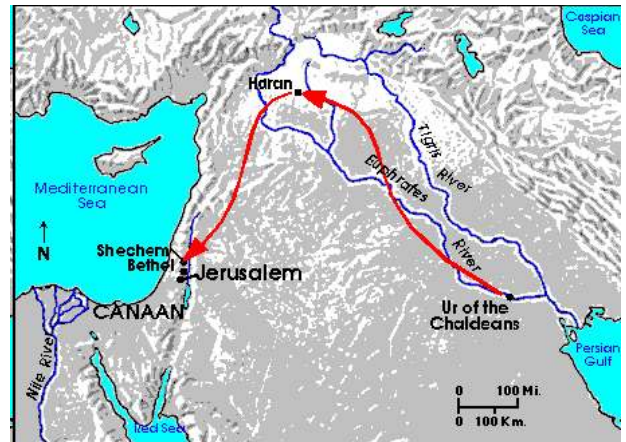 Caspian
Sea
Haran
Tigris
River
Euphrates
River
Mediterranean
Sea
N
Shechem
Bethel
Jerusalem
CANAAN
Ur of the
Chaldeans
Nile River
Persian
Gulf
Red Sea
0 100 Mi.
0 100 Km.